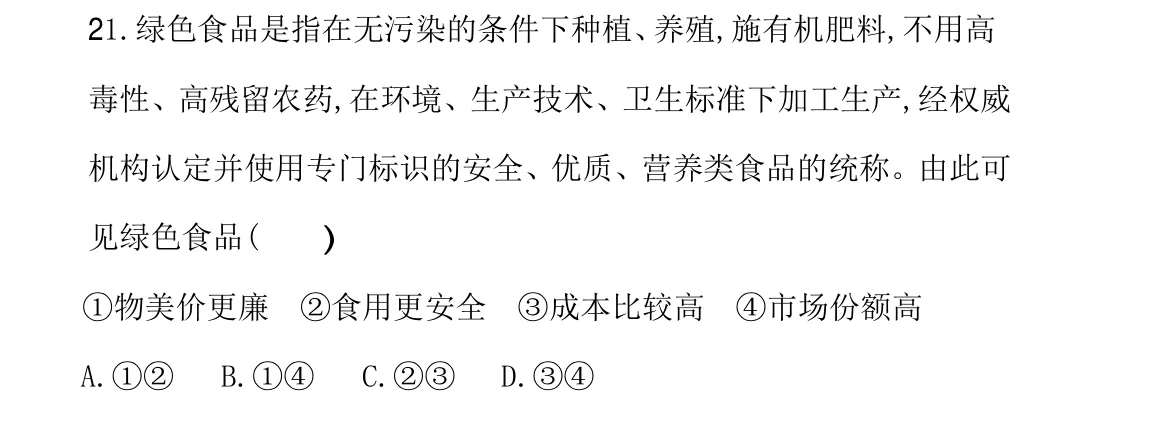 21.绿色食品是指在无污染的条件下种植、养殖,施有机肥料,不用高
毒性、高残留农药,在环境、生产技术、卫生标准下加工生产,经权威
机构认定并使用专门标识的安全、优质、营养类食品的统称。由此可
见绿色食品(　　)
①物美价更廉　②食用更安全　③成本比较高　④市场份额高
A.①②　B.①④　C.②③　D.③④